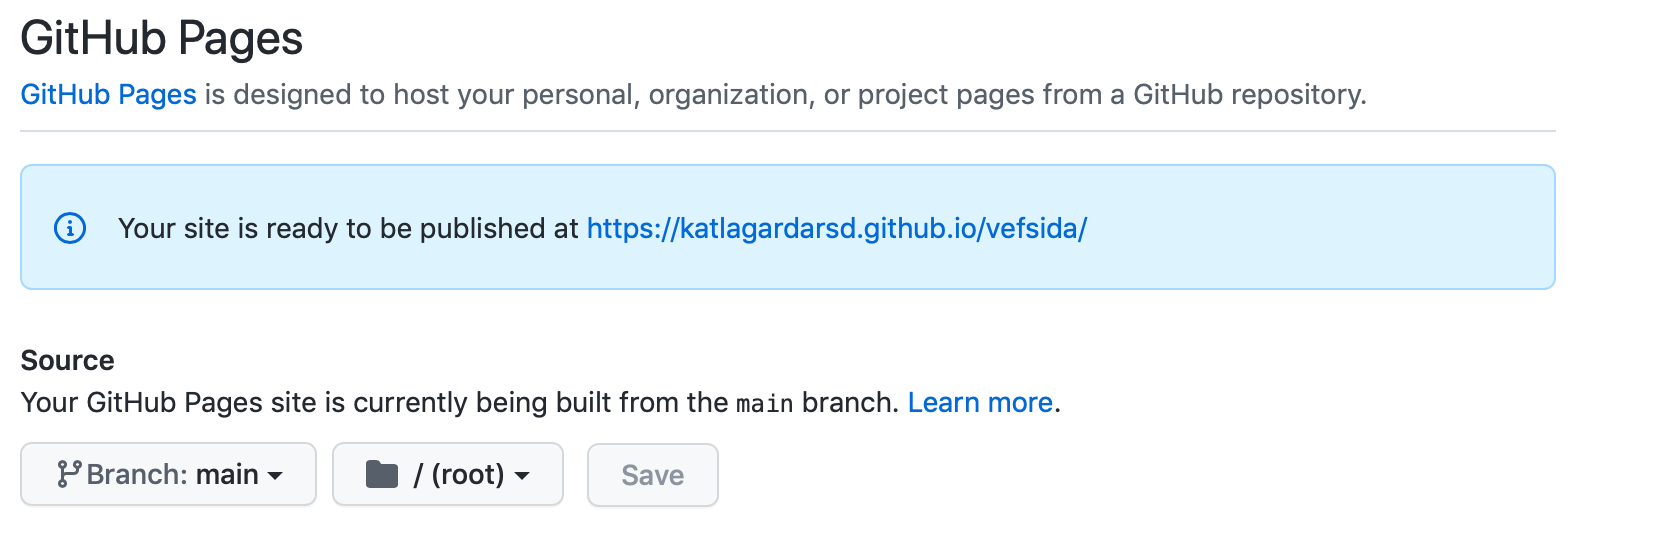 GitHub Pages
GitHub Pages is designed to host your personal, organization, or project pages from a GitHub repository.
Your site is ready to be published at https://katlagardarsd.github.io/vefsida/
Source
Your GitHub Pages site is currently being built from the main branch. Learn more.
Branch: main / (root) Save